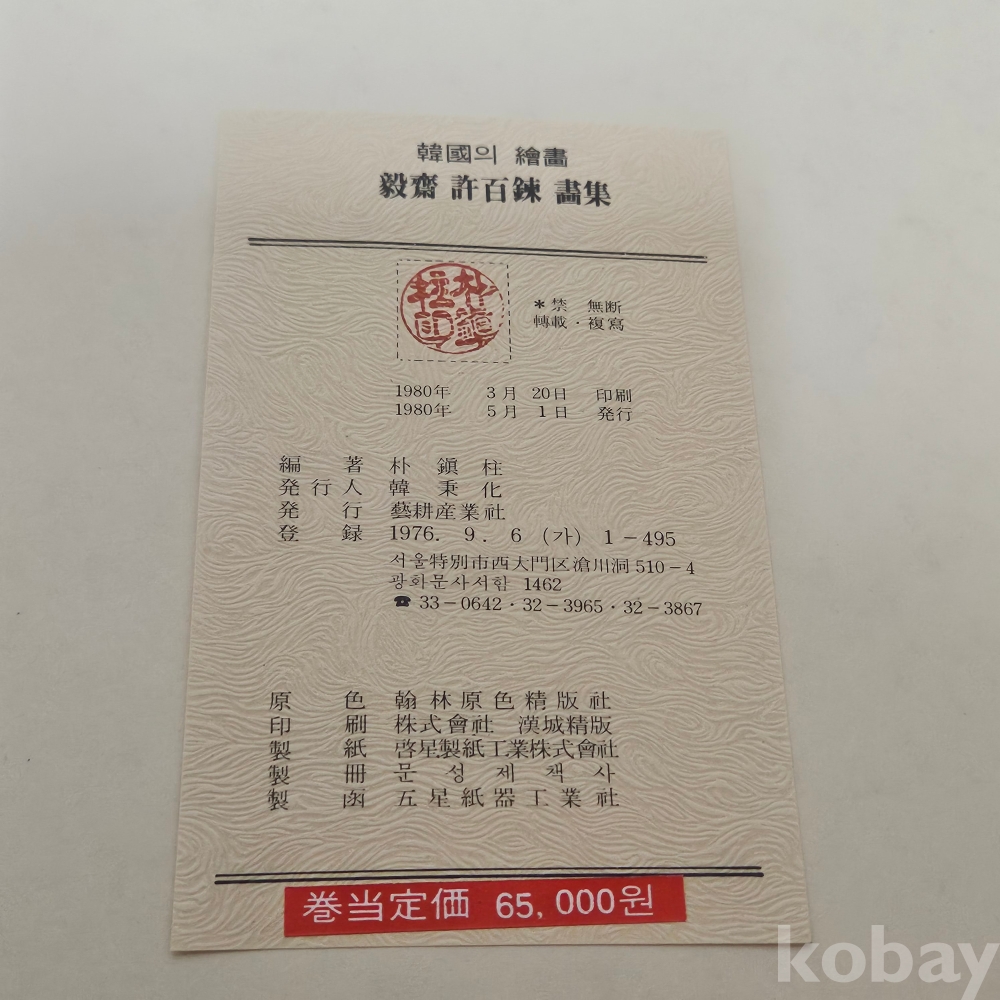 韓國의 繪畫
毅齋 許百鍊 畫集
＊禁 無断
轉載・複寫
1980年 3月 20日 印刷
1980年 5月 1日 発行
編著 朴鎭柱
発行人 韓秉化
発行 藝耕産業社
登録 1976. 9. 6 (가) 1－495
서울特別市西大門区滄川洞 510－4
광화문사서함 1462
☎ 33－0642・32－3965・32－3867
原色 翰林原色精版社
印刷 株式會社 漢城精版
製紙 啓星製紙工業株式會社
製冊 문성제책사
製函 五星紙器工業社
巻当定価 65,000원
kobay